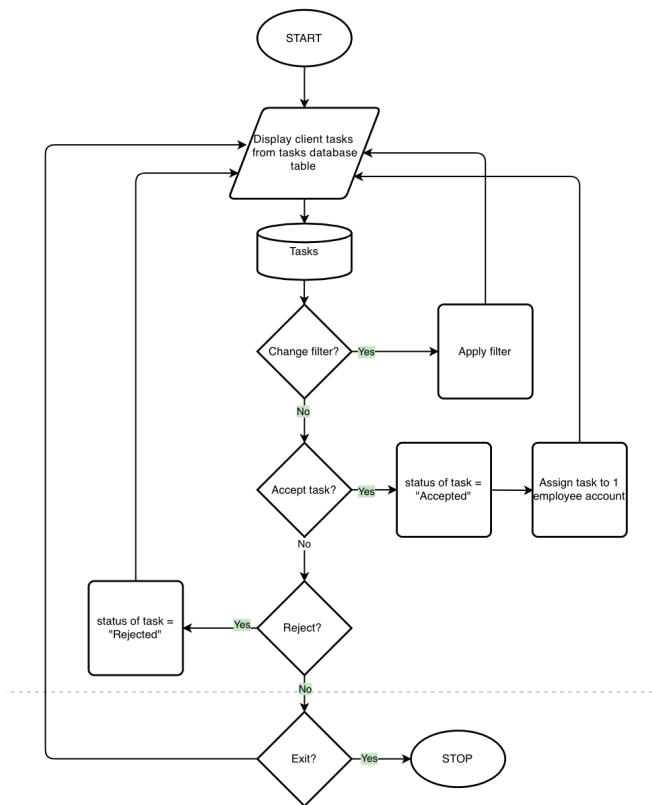 START
Display client tasks
from tasks database
table
Tasks
Change filter?
Yes
Apply filter
No
Accept task?
Yes
status of task =
"Accepted"
Assign task to 1
employee account
No
status of task =
"Rejected"
Yes
Reject?
No
Exit?
Yes
STOP